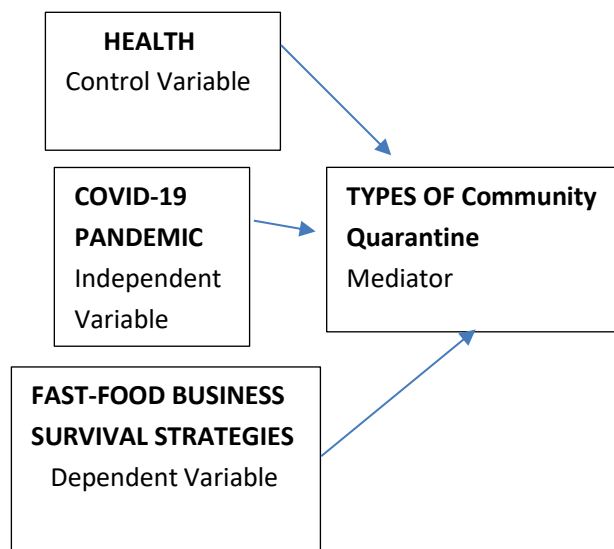 HEALTH
Control Variable
COVID-19
PANDEMIC
Independent
Variable
TYPES OF Community
Quarantine
Mediator
FAST-FOOD BUSINESS
SURVIVAL STRATEGIES
Dependent Variable